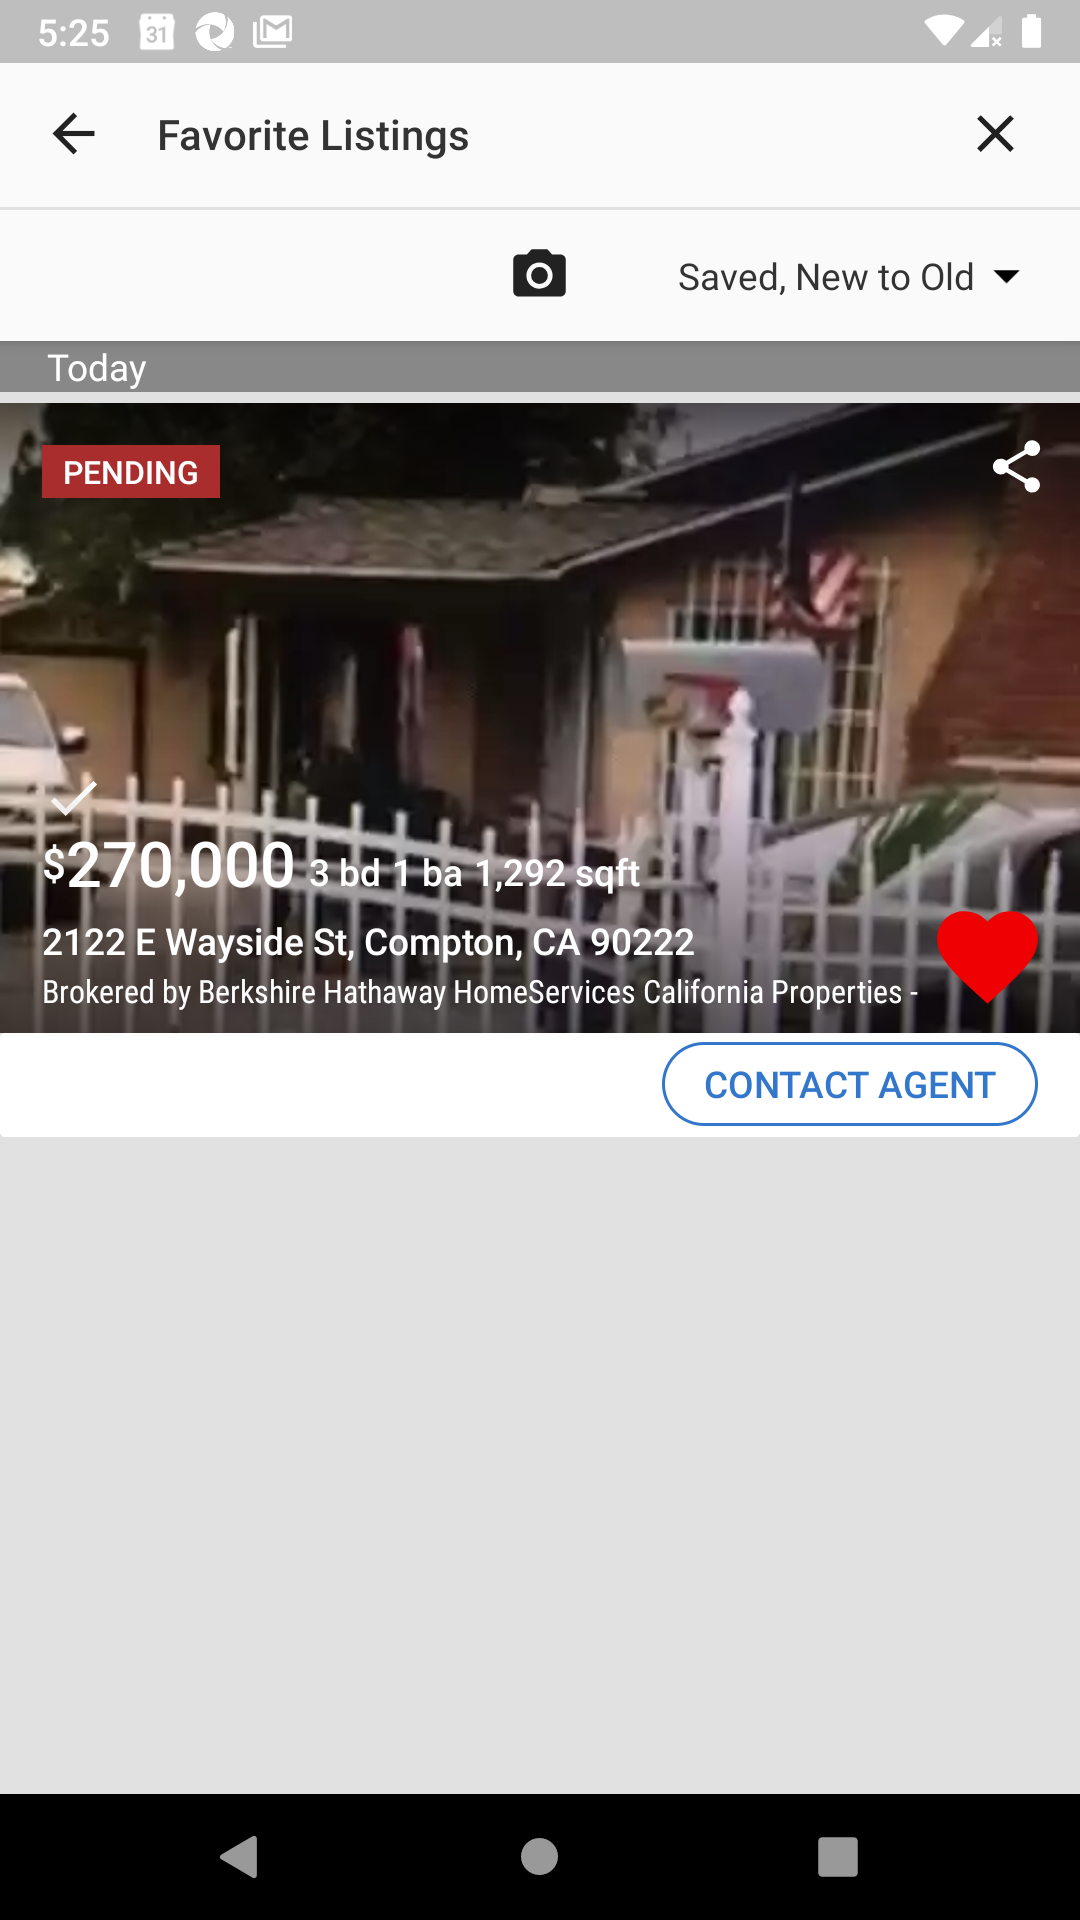 5:25
31
Favorite Listings
Saved, New to Old
Today
PENDING
$270,000 3 bd 1 ba 1,292 sqft
2122 E Wayside St, Compton, CA 90222
Brokered by Berkshire Hathaway HomeServices California Properties -
CONTACT AGENT